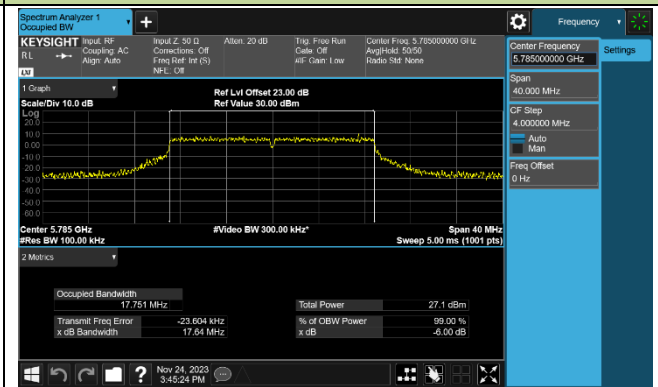 Spectrum Analyzer 1
Occupied BW
Frequency
KEYSIGHT
RL
Input: RF
Coupling: AC
Align: Auto
Input Z: 50 Ω
Corrections: Off
Freq Ref: Int (S)
NFE: Off
Atten: 20 dB
Trig: Free Run
Gate: Off
#IF Gain: Low
Center Freq: 5.785000000 GHz
Avg|Hold: 50/50
Radio Std: None
LXI
1 Graph
Scale/Div 10.0 dB
Ref Lvl Offset 23.00 dB
Ref Value 30.00 dBm
Log
20.0
10.0
0.00
-10.0
-20.0
-30.0
-40.0
-50.0
-60.0
Center 5.785 GHz
#Res BW 100.00 kHz
#Video BW 300.00 kHz*
Span 40 MHz
Sweep 5.00 ms (1001 pts)
2 Metrics
Occupied Bandwidth
17.751 MHz
Transmit Freq Error
-23.604 kHz
x dB Bandwidth
17.64 MHz
Total Power
27.1 dBm
% of OBW Power
99.00 %
x dB
-6.00 dB
Nov 24, 2023
3:45:24 PM
Center Frequency
5.785000000 GHz
Span
40.000 MHz
CF Step
4.000000 MHz
Auto
Man
Freq Offset
0 Hz
Settings